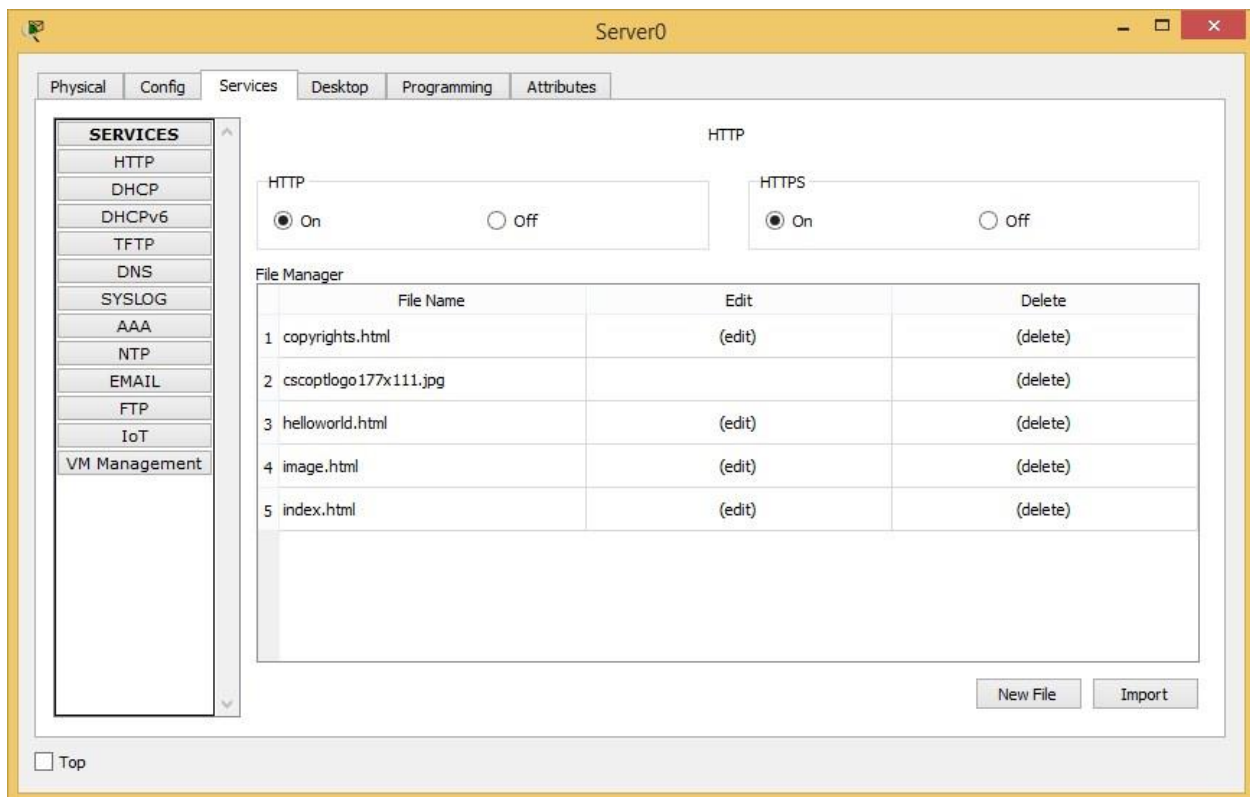 Server0
Physical Config Services Desktop Programming Attributes
SERVICES
HTTP
DHCP
DHCPv6
TFTP
DNS
SYSLOG
AAA
NTP
EMAIL
FTP
IoT
VM Management
HTTP
HTTP
On Off
HTTPS
On Off
File Manager
File Name Edit Delete
1 copyrights.html (edit) (delete)
2 cscoptlogo177x111.jpg (delete)
3 helloworld.html (edit) (delete)
4 image.html (edit) (delete)
5 index.html (edit) (delete)
New File Import
Top